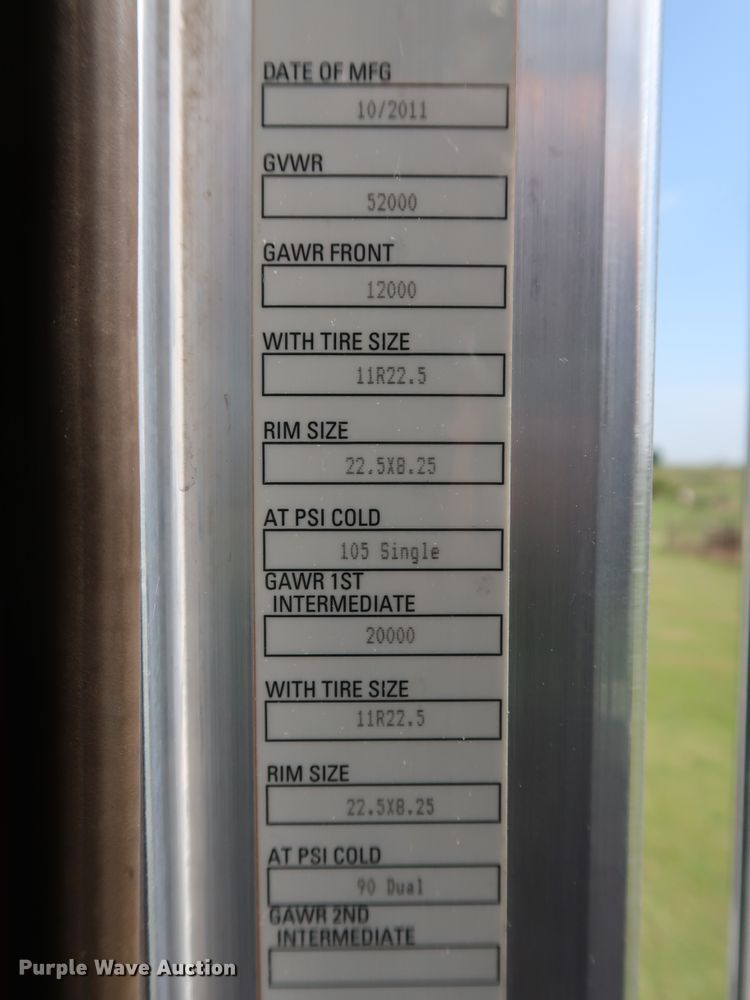 DATE OF MFG
10/2011
GVWR
52000
GAWR FRONT
12000
WITH TIRE SIZE
11R22.5
RIM SIZE
22.5X8.25
AT PSI COLD
105 Single
GAWR 1ST
INTERMEDIATE
20000
WITH TIRE SIZE
11R22.5
RIM SIZE
22.5X8.25
AT PSI COLD
90 Dual
GAWR 2ND
INTERMEDIATE
Purple Wave Auction